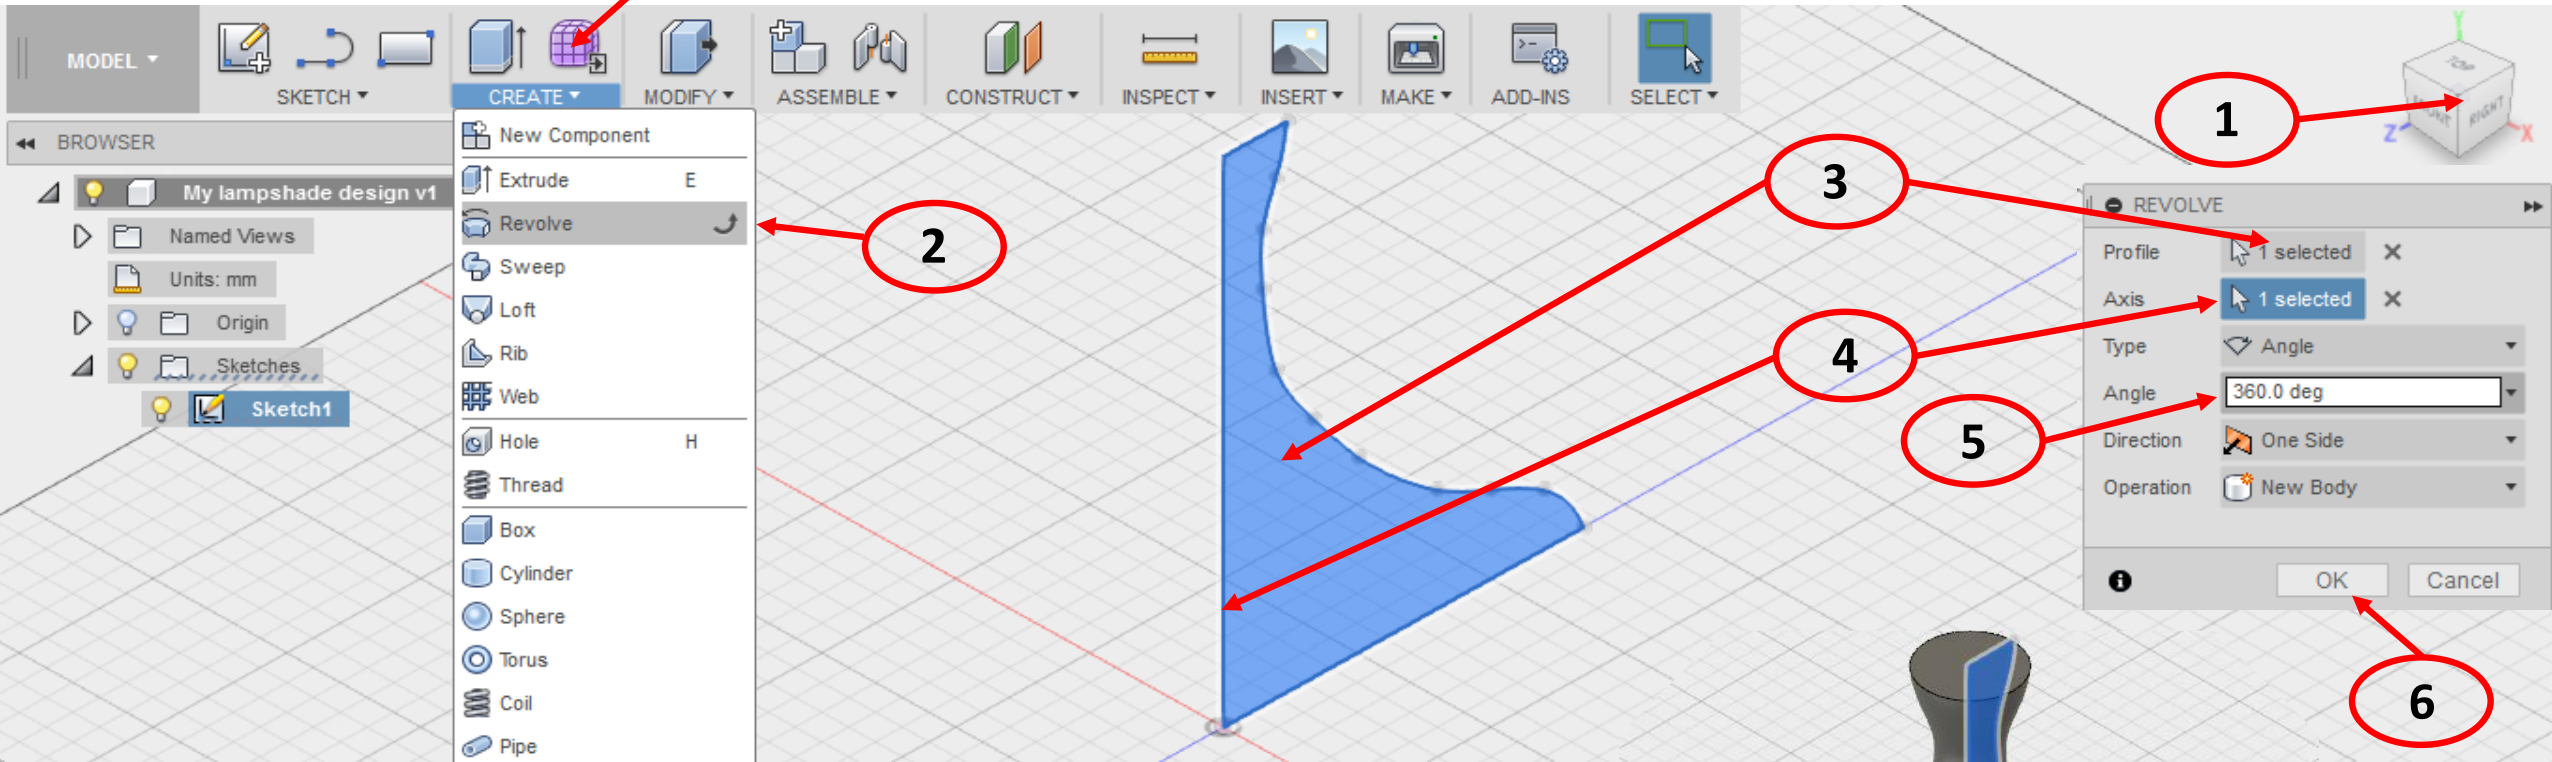 MODEL
SKETCH
CREATE
MODIFY
ASSEMBLE
CONSTRUCT
INSPECT
INSERT
MAKE
ADD-INS
SELECT
Y
TOP
FRONT
RIGHT
Z
X
1
BROWSER
My lampshade design v1
Named Views
Units: mm
Origin
Sketches
Sketch1
New Component
Extrude E
Revolve
Sweep
Loft
Rib
Web
Hole H
Thread
Box
Cylinder
Sphere
Torus
Coil
Pipe
2
3
4
5
REVOLVE
Profile 1 selected
Axis 1 selected
Type Angle
Angle 360.0 deg
Direction One Side
Operation New Body
OK Cancel
6